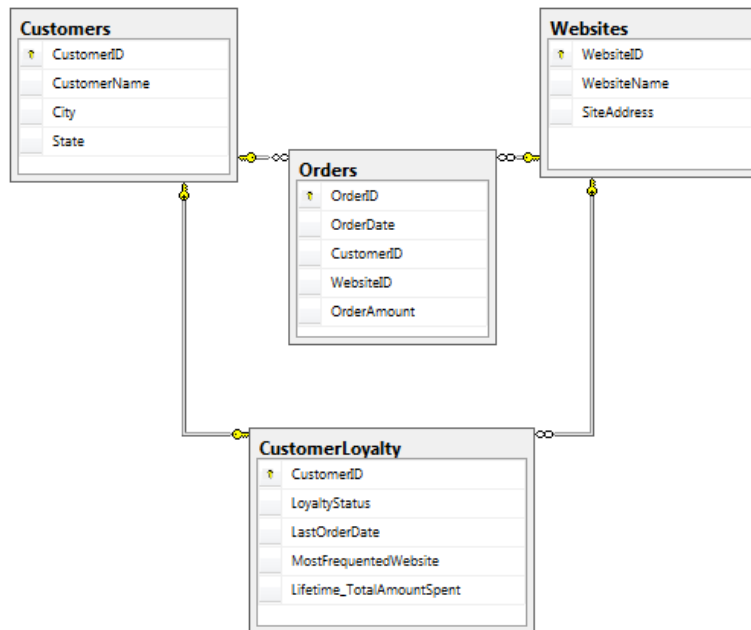 Customers
CustomerID
CustomerName
City
State
Websites
WebsiteID
WebsiteName
SiteAddress
Orders
OrderID
OrderDate
CustomerID
WebsiteID
OrderAmount
CustomerLoyalty
CustomerID
LoyaltyStatus
LastOrderDate
MostFrequentedWebsite
Lifetime_TotalAmountSpent